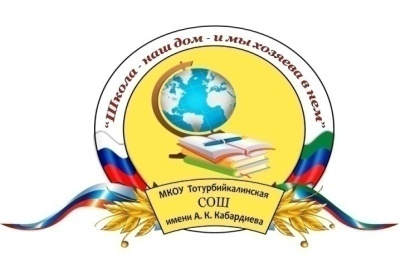 “Школа - наш дом - и мы хозяева в нем”
МКОУ Тотурбийкалинская
СОШ
имени А. К. Кабардиева